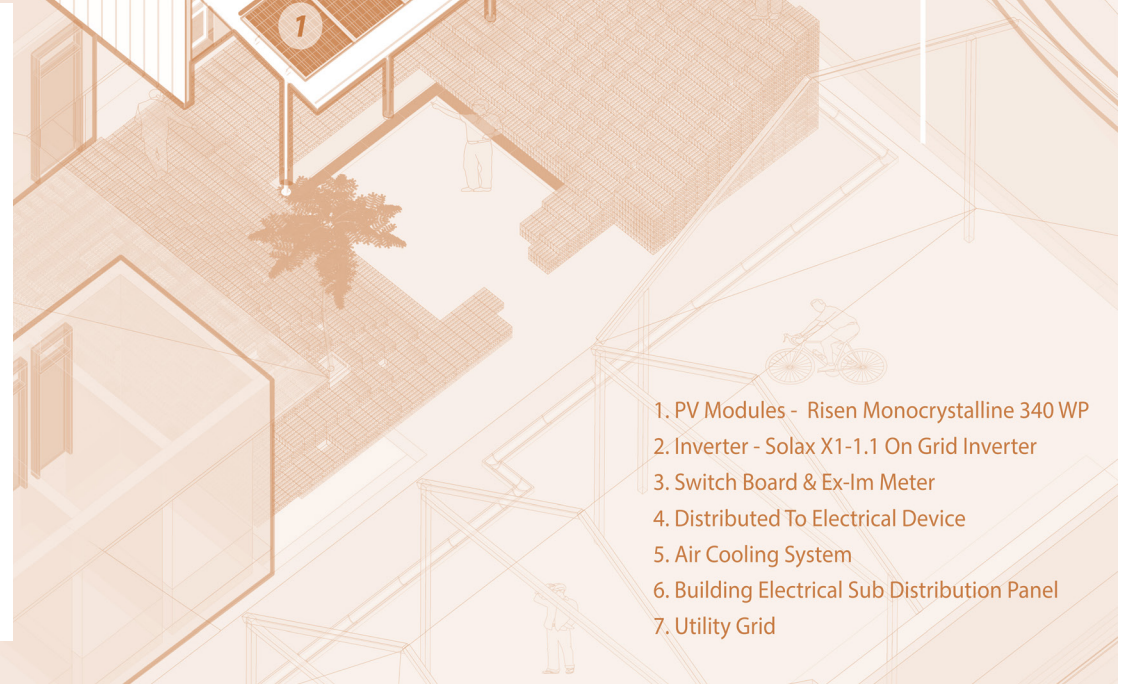 1
1. PV Modules - Risen Monocrystalline 340 WP
2. Inverter - Solax X1-1.1 On Grid Inverter
3. Switch Board & Ex-Im Meter
4. Distributed To Electrical Device
5. Air Cooling System
6. Building Electrical Sub Distribution Panel
7. Utility Grid